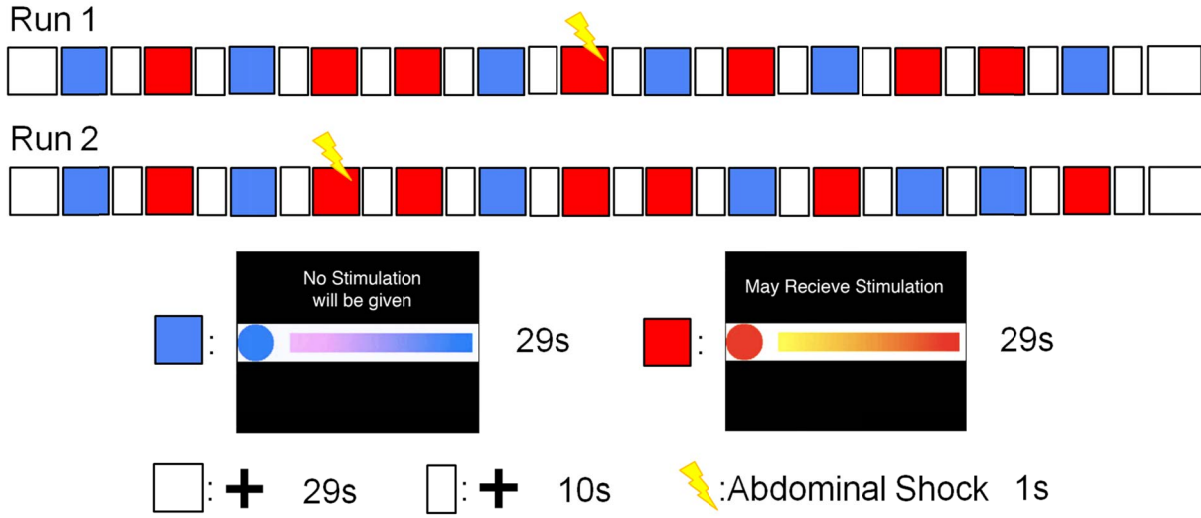 Run 1
Run 2
No Stimulation
will be given
: 29s
May Recieve Stimulation
: 29s
: + 29s
: + 10s
:Abdominal Shock 1s